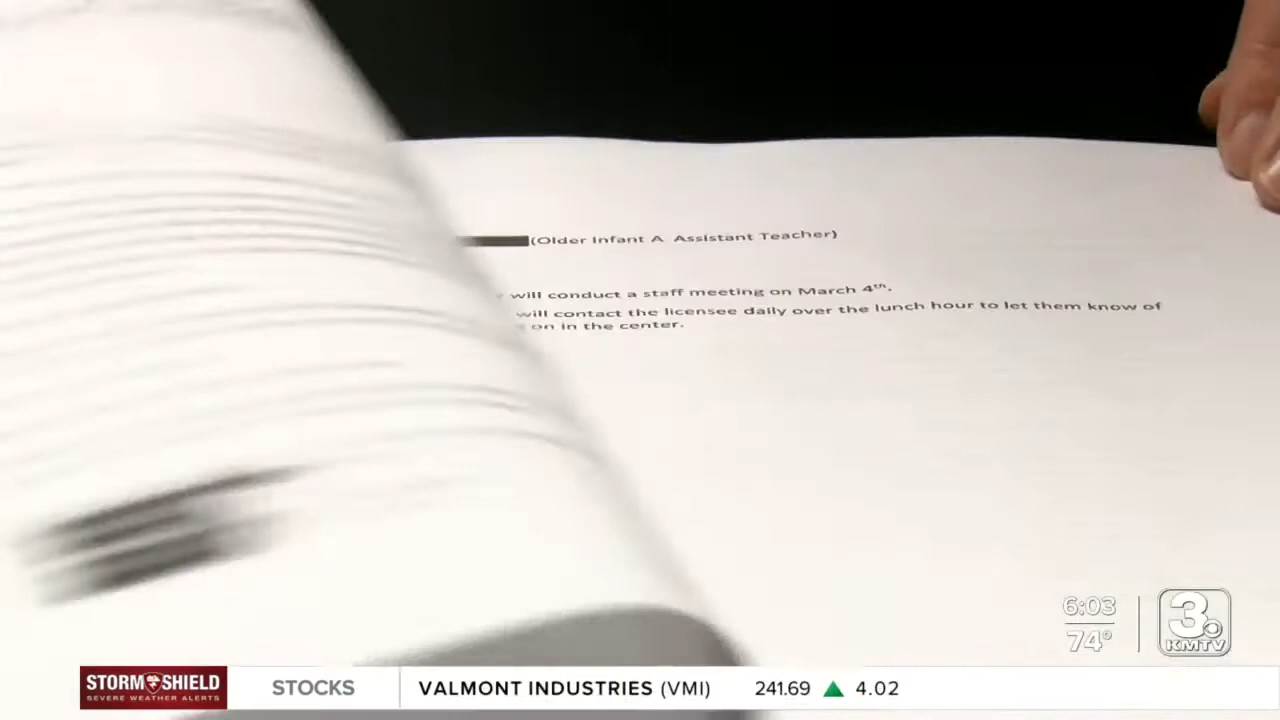 (Older Infant A Assistant Teacher)
will conduct a staff meeting on March 4th.
will contact the licensee daily over the lunch hour to let them know of
on in the center.
6:03
74°
3
KMTV
STORM SHIELD
SEVERE WEATHER ALERTS
STOCKS
VALMONT INDUSTRIES (VMI) 241.69 ▲ 4.02